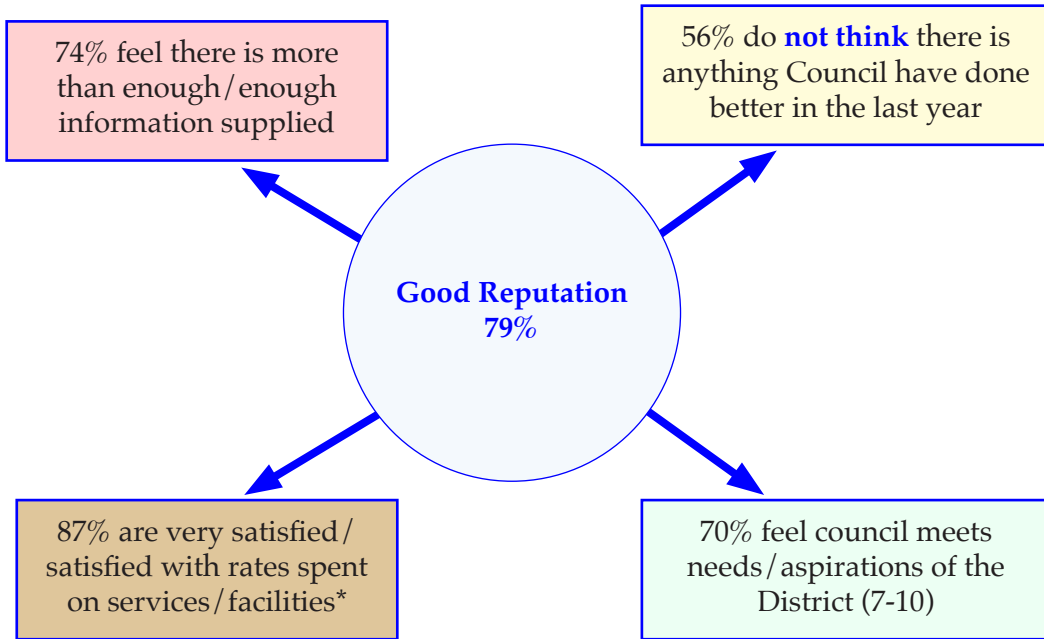 74% feel there is more
than enough/enough
information supplied
56% do not think there is
anything Council have done
better in the last year
Good Reputation
79%
87% are very satisfied/
satisfied with rates spent
on services/facilities*
70% feel council meets
needs/aspirations of the
District (7-10)